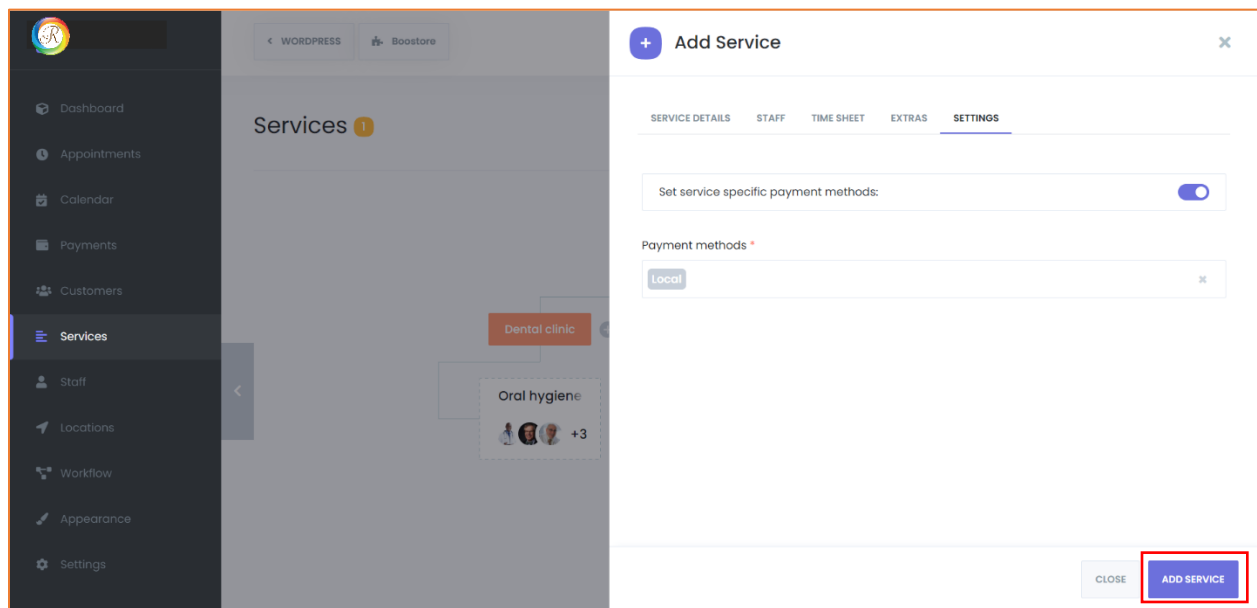 R
< WORDPRESS
Boostore
Add Service
Dashboard
Appointments
Calendar
Payments
Customers
Services
Staff
Locations
Workflow
Appearance
Settings
Services 1
Dental clinic
Oral hygiene
+3
SERVICE DETAILS STAFF TIME SHEET EXTRAS SETTINGS
Set service specific payment methods:
Payment methods *
Local
CLOSE ADD SERVICE